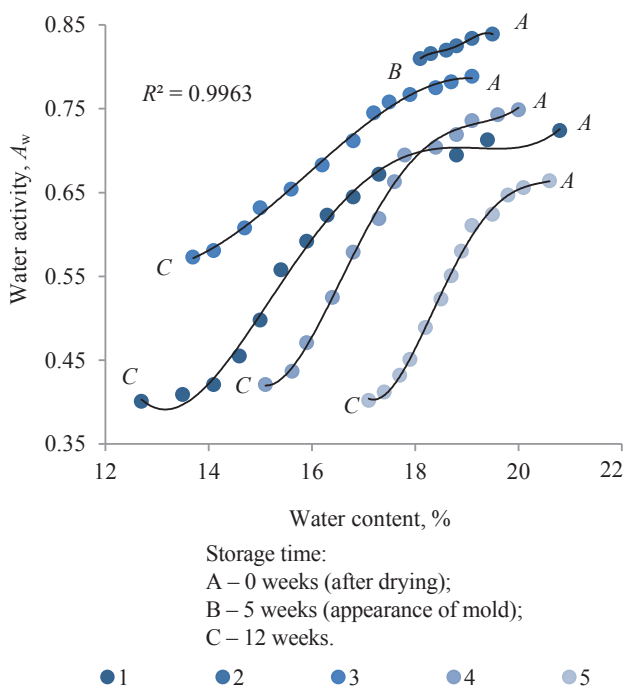 0.85
0.75
0.65
0.55
0.45
0.35
Water activity, Aw
R² = 0.9963
A
B
A
A
A
A
C
C
C
C
12
14
16
18
20
22
Water content, %
Storage time:
A – 0 weeks (after drying);
B – 5 weeks (appearance of mold);
C – 12 weeks.
1 2 3 4 5